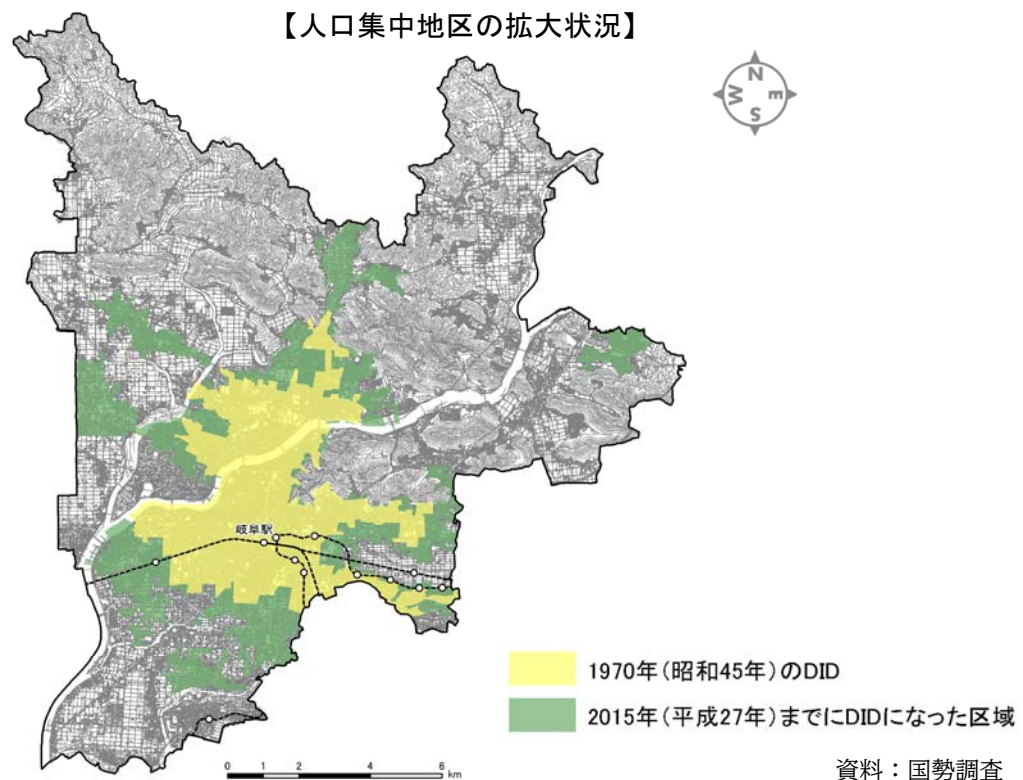 【人口集中地区の拡大状況】
N
W
E
S
岐阜駅
1970年(昭和45年)のDID
2015年(平成27年)までにDIDになった区域
0 1 2 4 6
km
資料：国勢調査